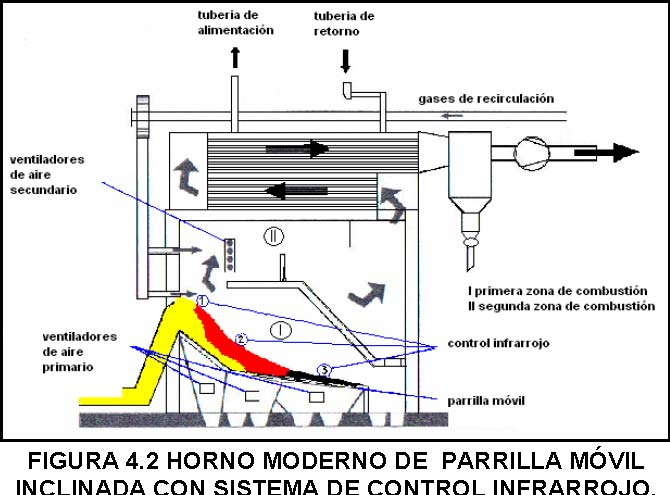 tuberia de
alimentación
tuberia de
retorno
gases de recirculación
ventiladores
de aire
secundario
II
I primera zona de combustión
II segunda zona de combustión
1
I
2
control infrarrojo
ventiladores
de aire
primario
3
parrilla móvil
FIGURA 4.2 HORNO MODERNO DE PARRILLA MÓVIL
INCLINADA CON SISTEMA DE CONTROL INFRARROJO.